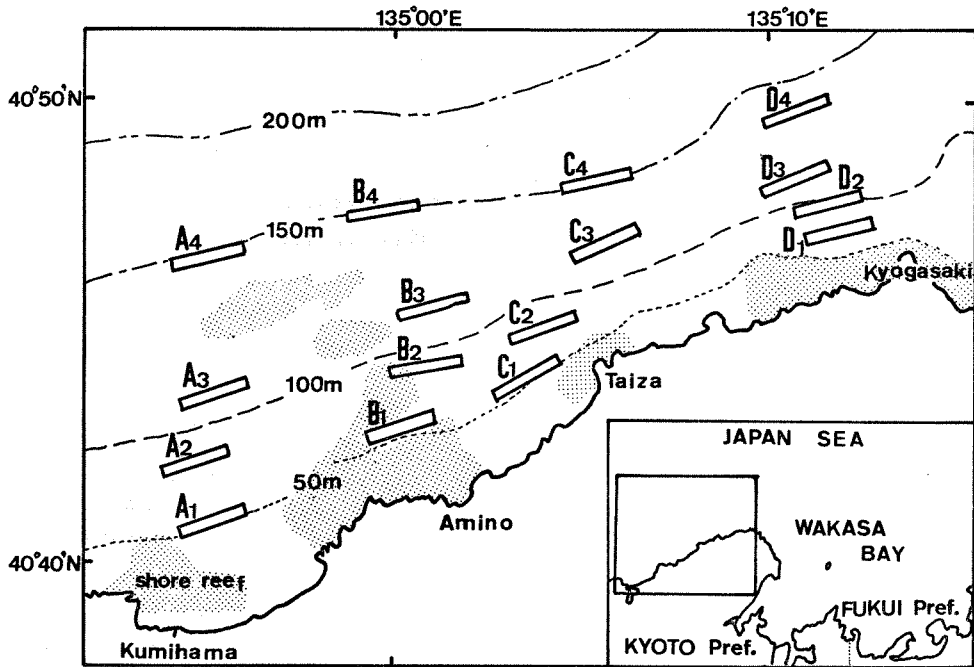 135°00'E
135°10'E
40°50'N
200m
D4
D3
C4
D2
B4
150m
A4
C3
D1
Kyogasaki
B3
C2
B2
C1
Taiza
A3
100m
B1
A2
50m
JAPAN SEA
A1
Amino
WAKASA
BAY
40°40'N
shore reef
FUKUI Pref.
KYOTO Pref.
Kumihama